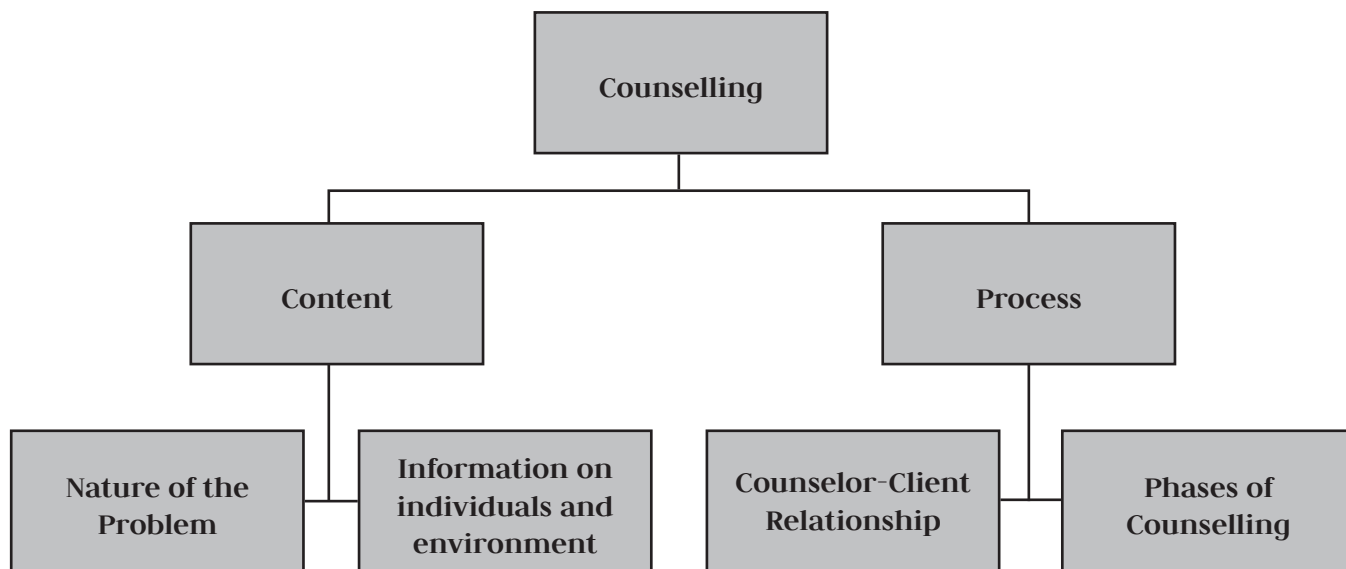 Counselling
Content
Process
Nature of the
Problem
Information on
individuals and
environment
Counselor-Client
Relationship
Phases of
Counselling